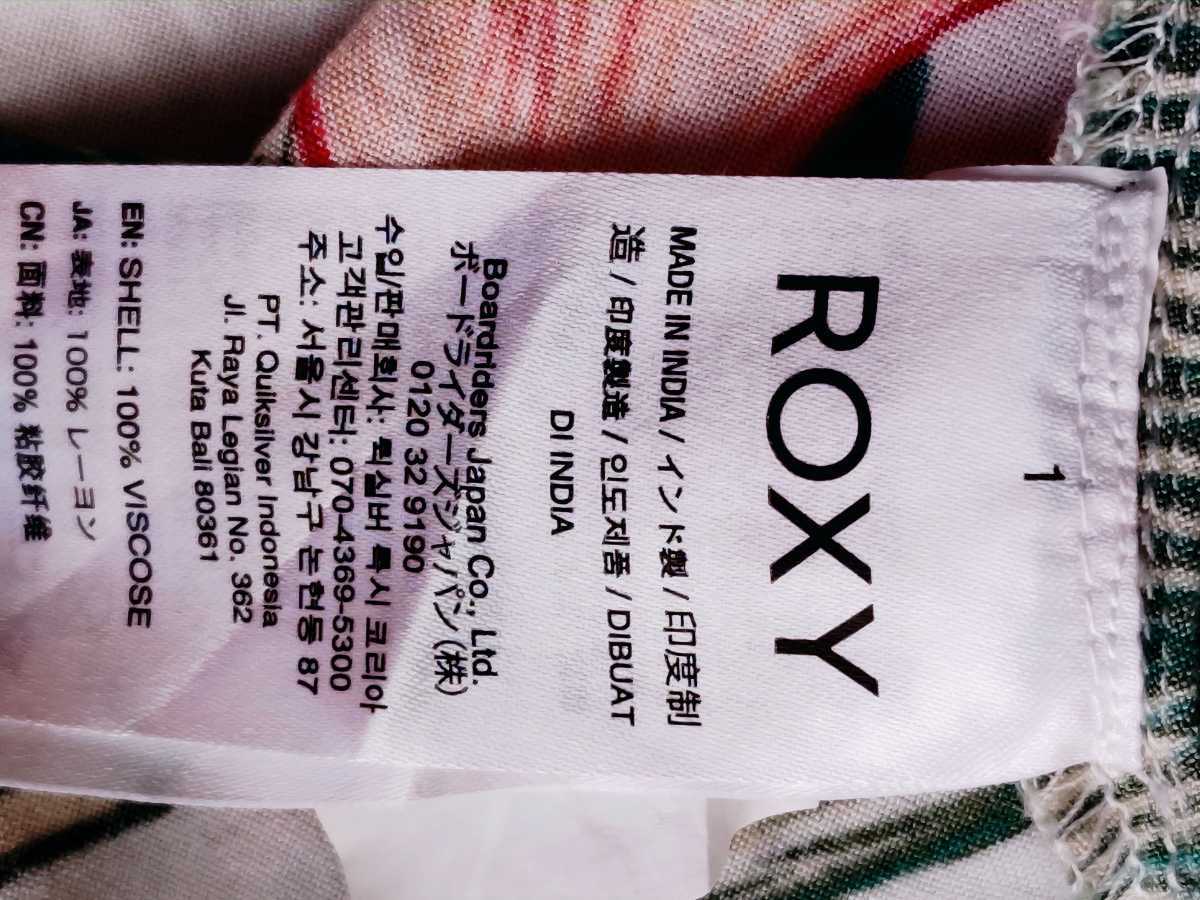 1
ROXY
MADE IN INDIA / インド製 / 印度制
造 / 印度製造 / 인도제품 / DIBUAT
DI INDIA
Boardriders Japan Co., Ltd.
ボードライダーズジャパン(株)
0120 32 9190
수입/판매회사: 퀵실버 록시 코리아
고객관리센터: 070-4369-5300
주소: 서울시 강남구 논현동 87
PT. Quiksilver Indonesia
Jl. Raya Legian No. 362
Kuta Bali 80361
EN: SHELL: 100% VISCOSE
JA: 表地: 100% レーヨン
CN: 面料: 100% 粘胶纤维